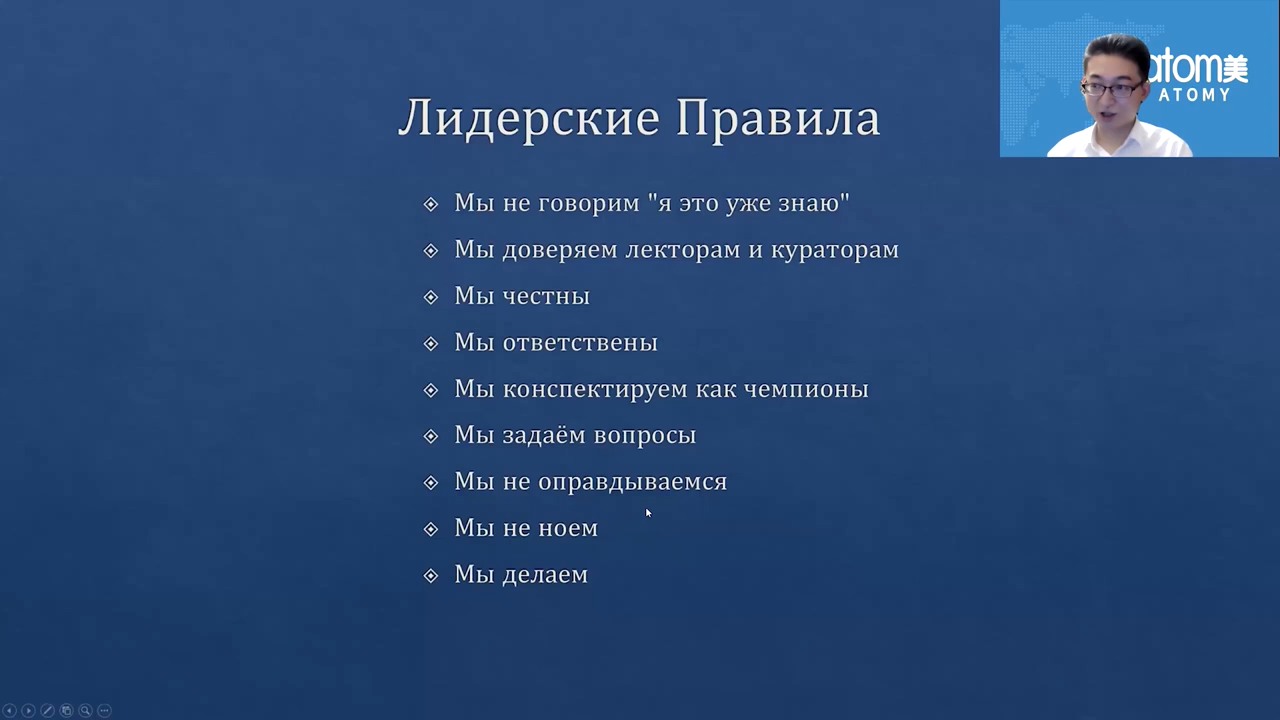 Лидерские Правила
Мы не говорим "я это уже знаю"
Мы доверяем лекторам и кураторам
Мы честны
Мы ответствены
Мы конспектируем как чемпионы
Мы задаём вопросы
Мы не оправдываемся
Мы не ноем
Мы делаем
atom美
ATOMY